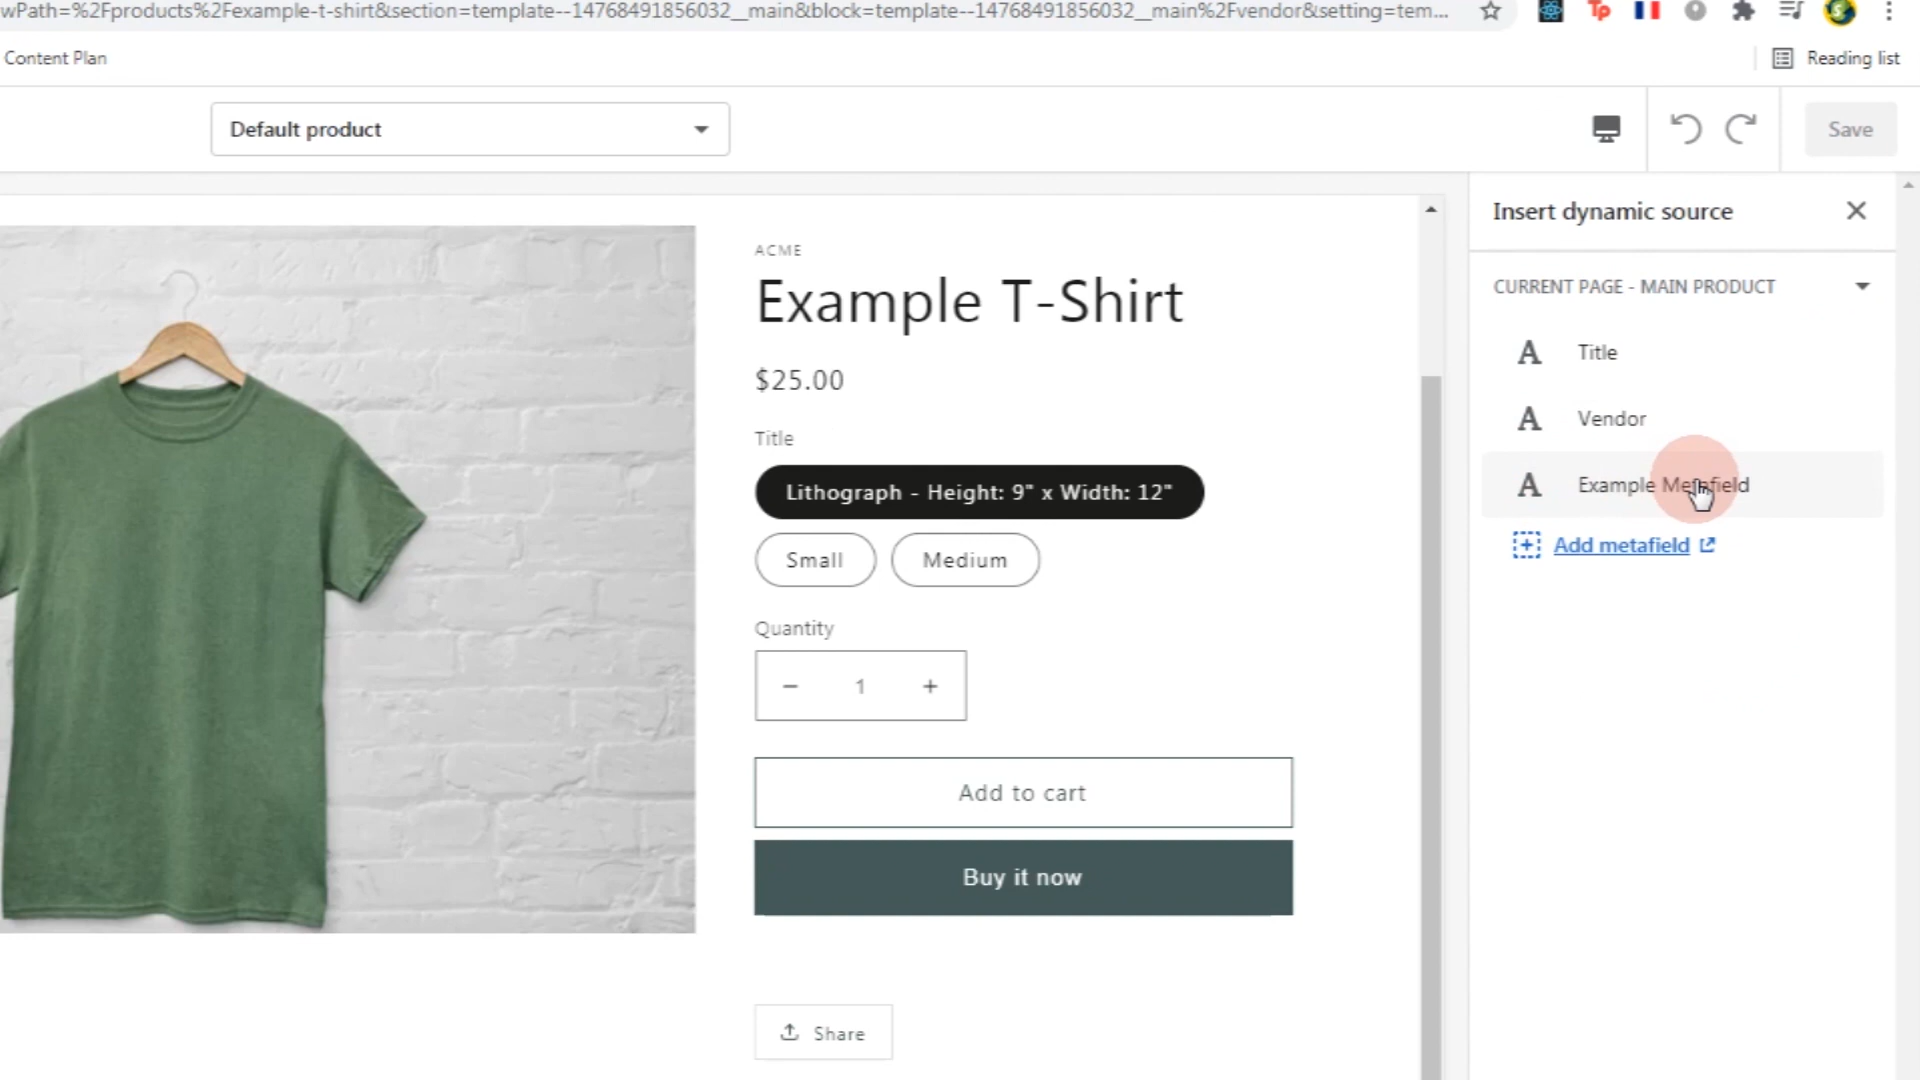 wPath=%2Fproducts%2Fexample-t-shirt&section=template--14768491856032__main&block=template--14768491856032__main%2Fvendor&setting=tem...
Tp
Content Plan
Reading list
Default product
Save
Insert dynamic source
ACME
Example T-Shirt
CURRENT PAGE - MAIN PRODUCT
A Title
$25.00
A Vendor
Title
Lithograph - Height: 9" x Width: 12"
A Example Metafield
Small Medium
Add metafield
Quantity
− 1 +
Add to cart
Buy it now
Share